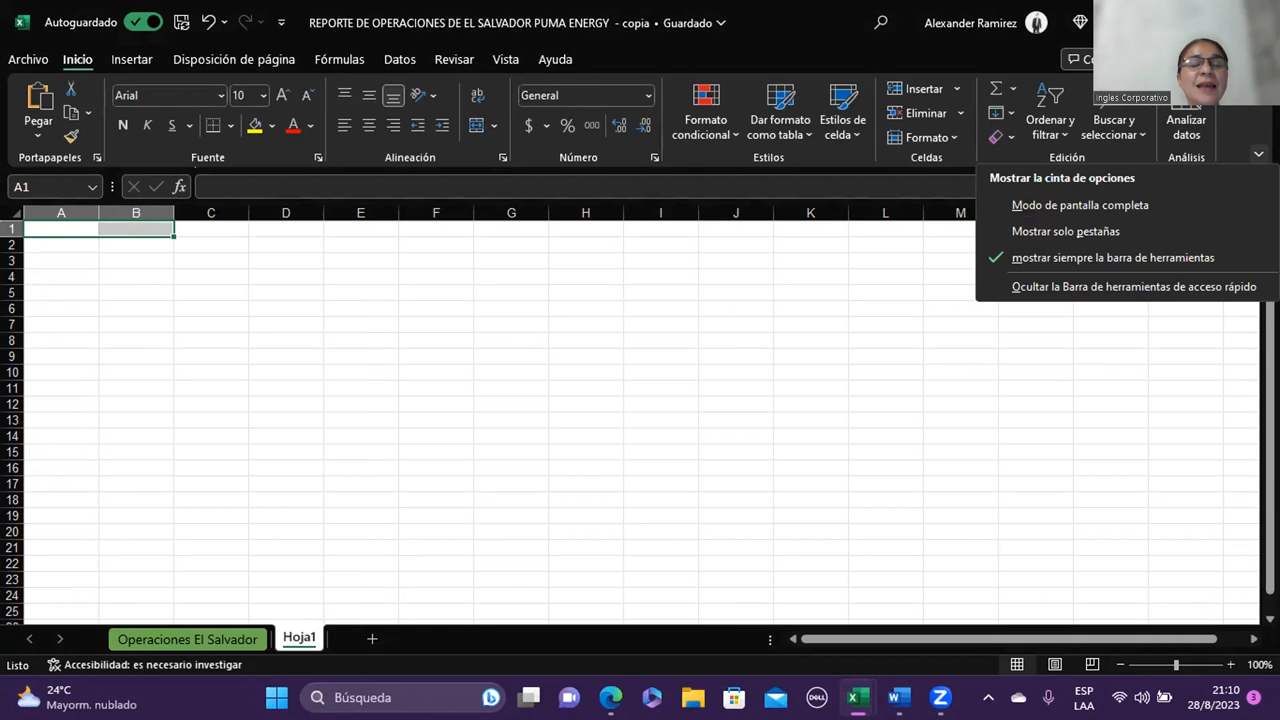 Autoguardado
REPORTE DE OPERACIONES DE EL SALVADOR PUMA ENERGY - copia • Guardado
Alexander Ramirez
Archivo Inicio Insertar Disposición de página Fórmulas Datos Revisar Vista Ayuda
Ingles Corporativo
Pegar
Arial 10
N K S
General
$ % 000
Formato condicional
Dar formato como tabla
Estilos de celda
Insertar
Eliminar
Formato
Ordenar y filtrar
Buscar y seleccionar
Analizar datos
Portapapeles Fuente Alineación Número Estilos Celdas Edición Análisis
A1 fx
Mostrar la cinta de opciones
Modo de pantalla completa
Mostrar solo pestañas
mostrar siempre la barra de herramientas
Ocultar la Barra de herramientas de acceso rápido
A B C D E F G H I J K L M
1
2
3
4
5
6
7
8
9
10
11
12
13
14
15
16
17
18
19
20
21
22
23
24
25
Operaciones El Salvador Hoja1
Listo Accesibilidad: es necesario investigar 100%
24°C
Mayorm. nublado
Búsqueda
DELL
ESP
LAA
21:10
28/8/2023
3